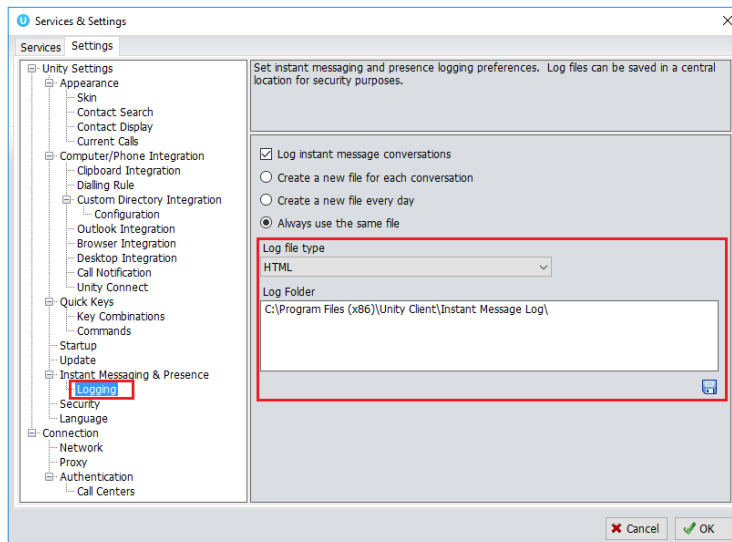 Services & Settings
Services
Settings
Unity Settings
Appearance
Skin
Contact Search
Contact Display
Current Calls
Computer/Phone Integration
Clipboard Integration
Dialling Rule
Custom Directory Integration
Configuration
Outlook Integration
Browser Integration
Desktop Integration
Call Notification
Unity Connect
Quick Keys
Key Combinations
Commands
Startup
Update
Instant Messaging & Presence
Logging
Security
Language
Connection
Network
Proxy
Authentication
Call Centers
Set instant messaging and presence logging preferences. Log files can be saved in a central
location for security purposes.
Log instant message conversations
Create a new file for each conversation
Create a new file every day
Always use the same file
Log file type
HTML
Log Folder
C:\Program Files (x86)\Unity Client\Instant Message Log\
Cancel
OK